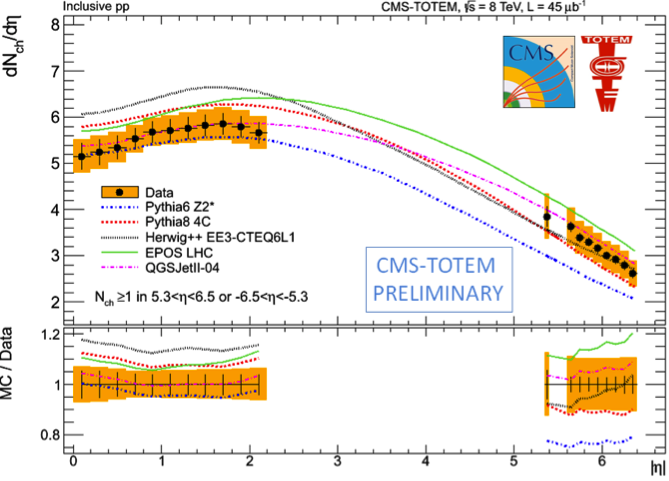 Inclusive pp
CMS-TOTEM, √s = 8 TeV, L = 45 μb⁻¹
dN_ch/dη
8
7
6
5
4
3
2
CMS
TOTEM
Data
Pythia6 Z2*
Pythia8 4C
Herwig++ EE3-CTEQ6L1
EPOS LHC
QGSJetII-04
N_ch ≥1 in 5.3<η<6.5 or -6.5<η<-5.3
CMS-TOTEM
PRELIMINARY
MC / Data
1.2
1
0.8
0
1
2
3
4
5
6
|η|